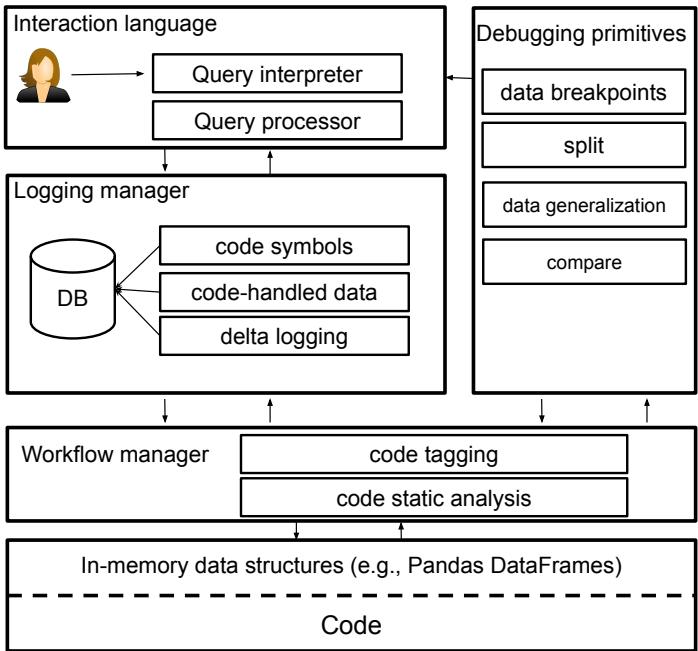 Interaction language
Query interpreter
Query processor
Debugging primitives
data breakpoints
split
data generalization
compare
Logging manager
DB
code symbols
code-handled data
delta logging
Workflow manager
code tagging
code static analysis
In-memory data structures (e.g., Pandas DataFrames)
Code